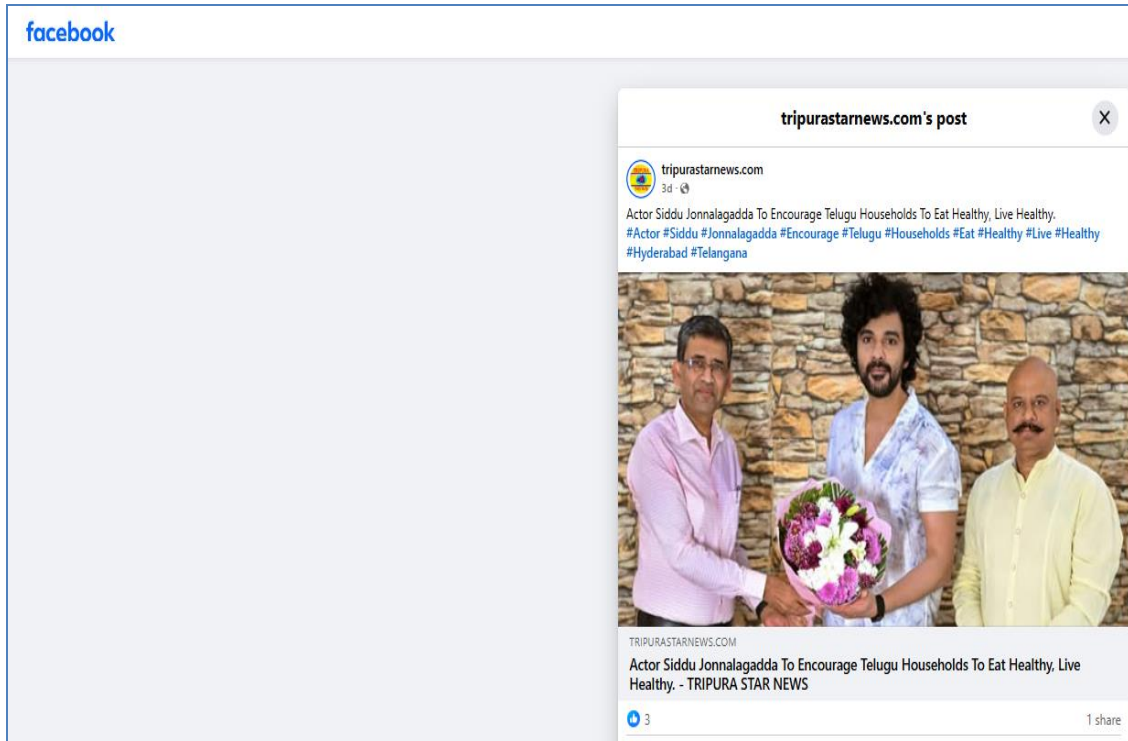 facebook
tripurastarnews.com's post
tripurastarnews.com
3d
Actor Siddu Jonnalagadda To Encourage Telugu Households To Eat Healthy, Live Healthy.
#Actor #Siddu #Jonnalagadda #Encourage #Telugu #Households #Eat #Healthy #Live #Healthy
#Hyderabad #Telangana
TRIPURASTARNEWS.COM
Actor Siddu Jonnalagadda To Encourage Telugu Households To Eat Healthy, Live
Healthy. - TRIPURA STAR NEWS
3
1 share